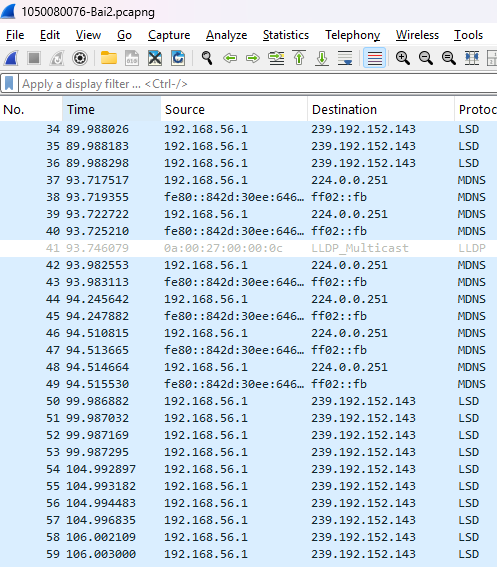 1050080076-Bai2.pcapng
File Edit View Go Capture Analyze Statistics Telephony Wireless Tools
Apply a display filter ... <Ctrl-/>
No. Time Source Destination Protoc
34 89.988026 192.168.56.1 239.192.152.143 LSD
35 89.988183 192.168.56.1 239.192.152.143 LSD
36 89.988298 192.168.56.1 239.192.152.143 LSD
37 93.717517 192.168.56.1 224.0.0.251 MDNS
38 93.719355 fe80::842d:30ee:646… ff02::fb MDNS
39 93.722722 192.168.56.1 224.0.0.251 MDNS
40 93.725210 fe80::842d:30ee:646… ff02::fb MDNS
41 93.746079 0a:00:27:00:00:0c LLDP_Multicast LLDP
42 93.982553 192.168.56.1 224.0.0.251 MDNS
43 93.983113 fe80::842d:30ee:646… ff02::fb MDNS
44 94.245642 192.168.56.1 224.0.0.251 MDNS
45 94.247882 fe80::842d:30ee:646… ff02::fb MDNS
46 94.510815 192.168.56.1 224.0.0.251 MDNS
47 94.513665 fe80::842d:30ee:646… ff02::fb MDNS
48 94.514664 192.168.56.1 224.0.0.251 MDNS
49 94.515530 fe80::842d:30ee:646… ff02::fb MDNS
50 99.986882 192.168.56.1 239.192.152.143 LSD
51 99.987032 192.168.56.1 239.192.152.143 LSD
52 99.987169 192.168.56.1 239.192.152.143 LSD
53 99.987295 192.168.56.1 239.192.152.143 LSD
54 104.992897 192.168.56.1 239.192.152.143 LSD
55 104.993182 192.168.56.1 239.192.152.143 LSD
56 104.994483 192.168.56.1 239.192.152.143 LSD
57 104.996835 192.168.56.1 239.192.152.143 LSD
58 106.002109 192.168.56.1 239.192.152.143 LSD
59 106.003000 192.168.56.1 239.192.152.143 LSD